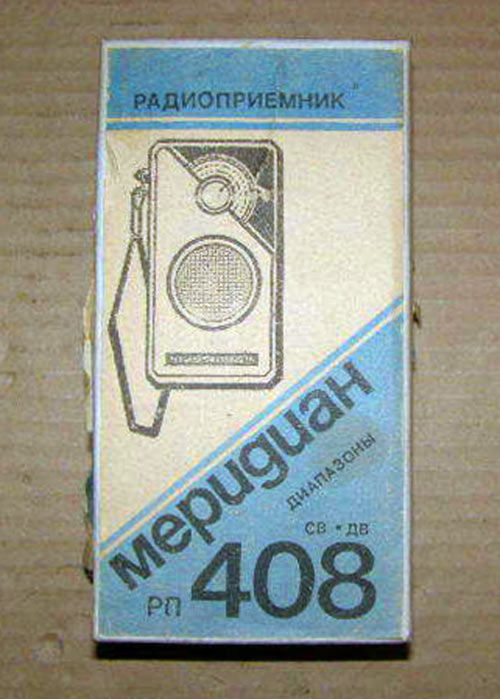 РАДИОПРИЕМНИК
меридиан
ДИАПАЗОНЫ
СВ • ДВ
РП 408